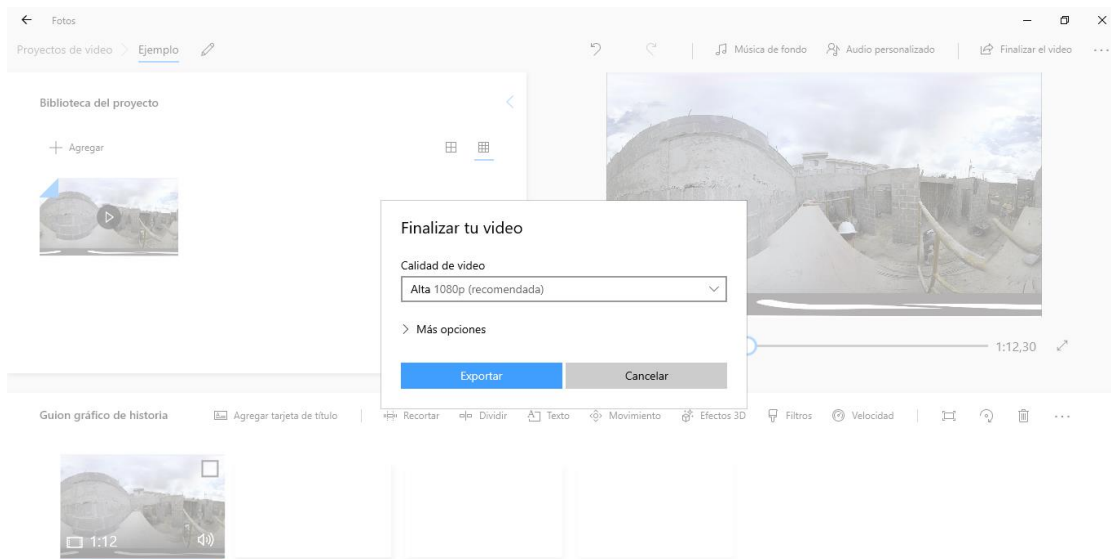 Fotos
Proyectos de video > Ejemplo
Música de fondo Audio personalizado Finalizar el video ...
Biblioteca del proyecto
Agregar
Finalizar tu video
Calidad de video
Alta 1080p (recomendada)
Más opciones
Exportar Cancelar
1:12,30
Guion gráfico de historia Agregar tarjeta de título Recortar Dividir Texto Movimiento Efectos 3D Filtros Velocidad ...
1:12